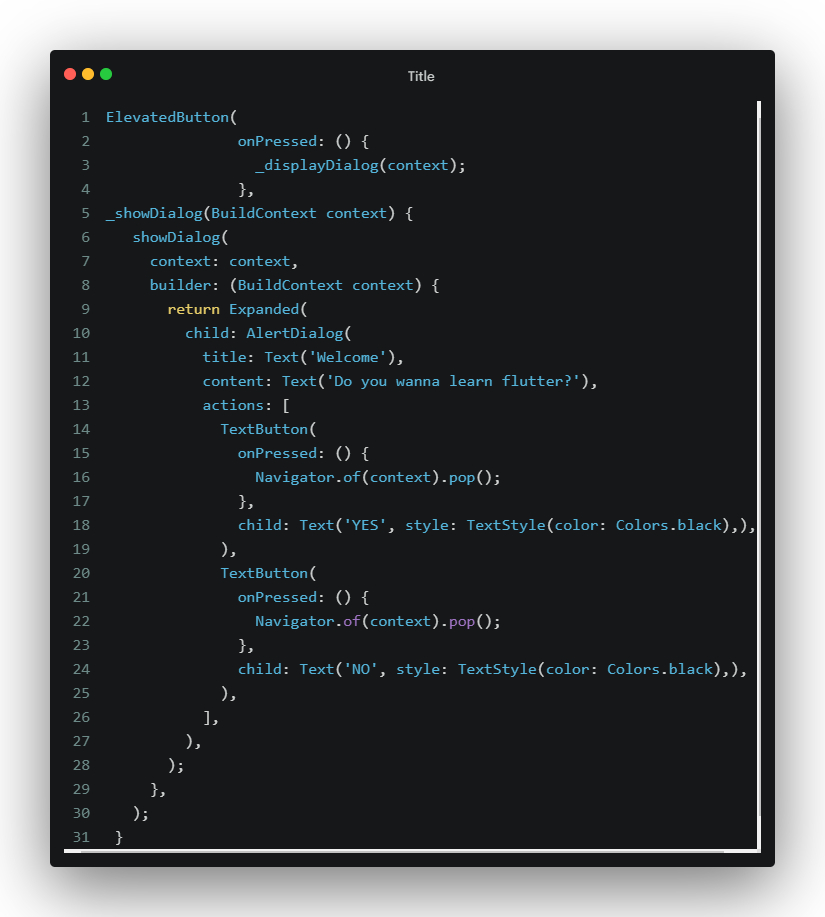 Title
1 ElevatedButton(
2 onPressed: () {
3 _displayDialog(context);
4 },
5 _showDialog(BuildContext context) {
6 showDialog(
7 context: context,
8 builder: (BuildContext context) {
9 return Expanded(
10 child: AlertDialog(
11 title: Text('Welcome'),
12 content: Text('Do you wanna learn flutter?'),
13 actions: [
14 TextButton(
15 onPressed: () {
16 Navigator.of(context).pop();
17 },
18 child: Text('YES', style: TextStyle(color: Colors.black),),
19 ),
20 TextButton(
21 onPressed: () {
22 Navigator.of(context).pop();
23 },
24 child: Text('NO', style: TextStyle(color: Colors.black),),
25 ),
26 ],
27 ),
28 );
29 },
30 );
31 }